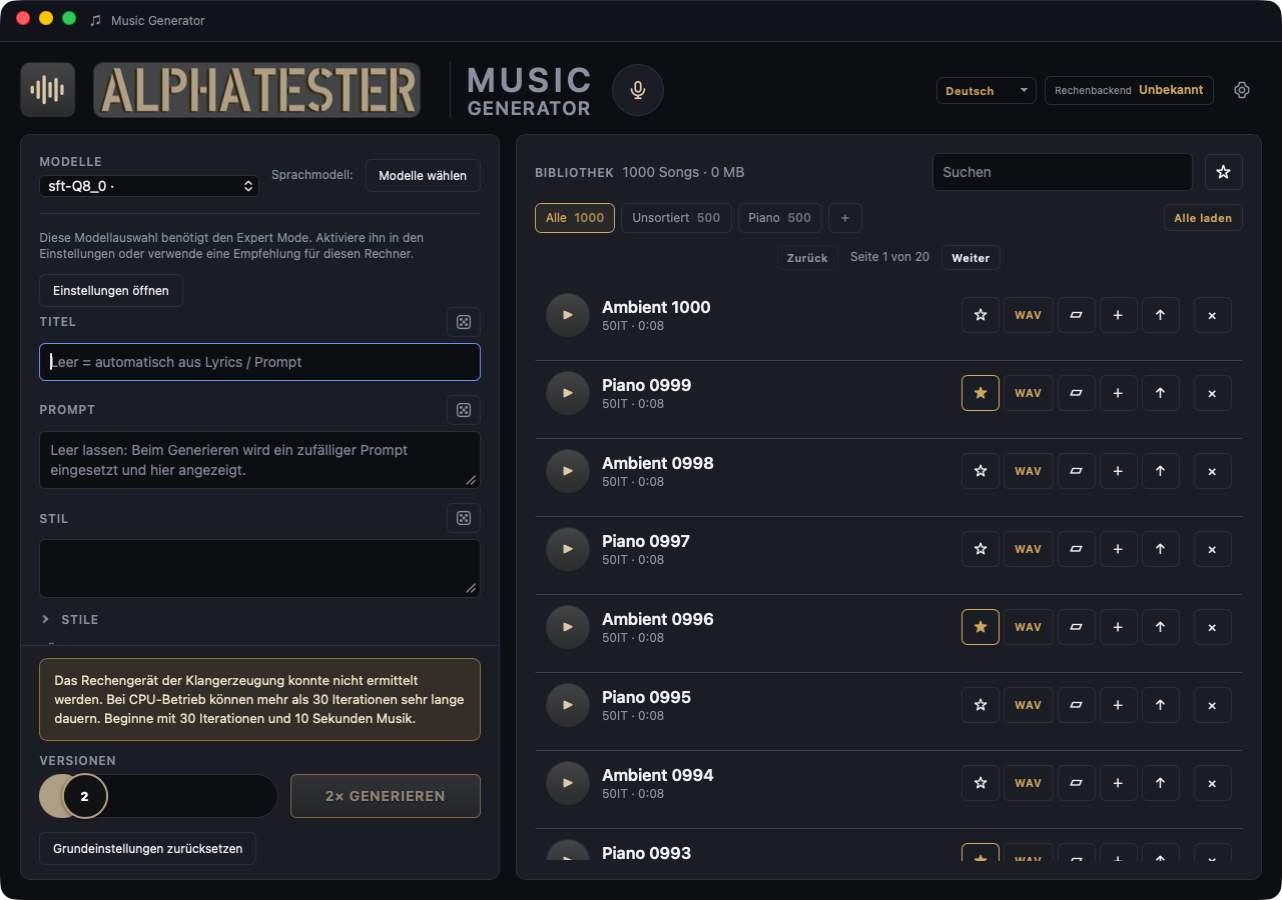 Music Generator
ALPHATESTER
MUSIC
GENERATOR
Deutsch
Rechenbackend Unbekannt
MODELLE
sft-Q8_0 ·
Sprachmodell:
Modelle wählen
Diese Modellauswahl benötigt den Expert Mode. Aktiviere ihn in den
Einstellungen oder verwende eine Empfehlung für diesen Rechner.
Einstellungen öffnen
TITEL
Leer = automatisch aus Lyrics / Prompt
PROMPT
Leer lassen: Beim Generieren wird ein zufälliger Prompt
eingesetzt und hier angezeigt.
STIL
STILE
Das Rechengerät der Klangerzeugung konnte nicht ermittelt
werden. Bei CPU-Betrieb können mehr als 30 Iterationen sehr lange
dauern. Beginne mit 30 Iterationen und 10 Sekunden Musik.
VERSIONEN
2
2× GENERIEREN
Grundeinstellungen zurücksetzen
BIBLIOTHEK 1000 Songs · 0 MB
Suchen
Alle 1000
Unsortiert 500
Piano 500
+
Alle laden
Zurück
Seite 1 von 20
Weiter
Ambient 1000
50IT · 0:08
WAV
Piano 0999
50IT · 0:08
WAV
Ambient 0998
50IT · 0:08
WAV
Piano 0997
50IT · 0:08
WAV
Ambient 0996
50IT · 0:08
WAV
Piano 0995
50IT · 0:08
WAV
Ambient 0994
50IT · 0:08
WAV
Piano 0993
WAV